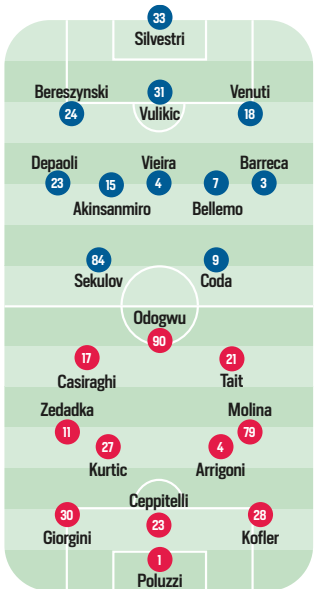 33
Silvestri
Bereszynski 31 Venuti
24 Vulikic 18
Depaoli Vieira Barreca
23 15 4 7 3
Akinsanmiro Bellemo
84 9
Sekulov Coda
Odogwu
90
17 21
Casiraghi Tait
Zedadka Molina
11 79
27 4
Kurtic Arrigoni
Ceppitelli
30 23 28
Giorgini Kofler
1
Poluzzi